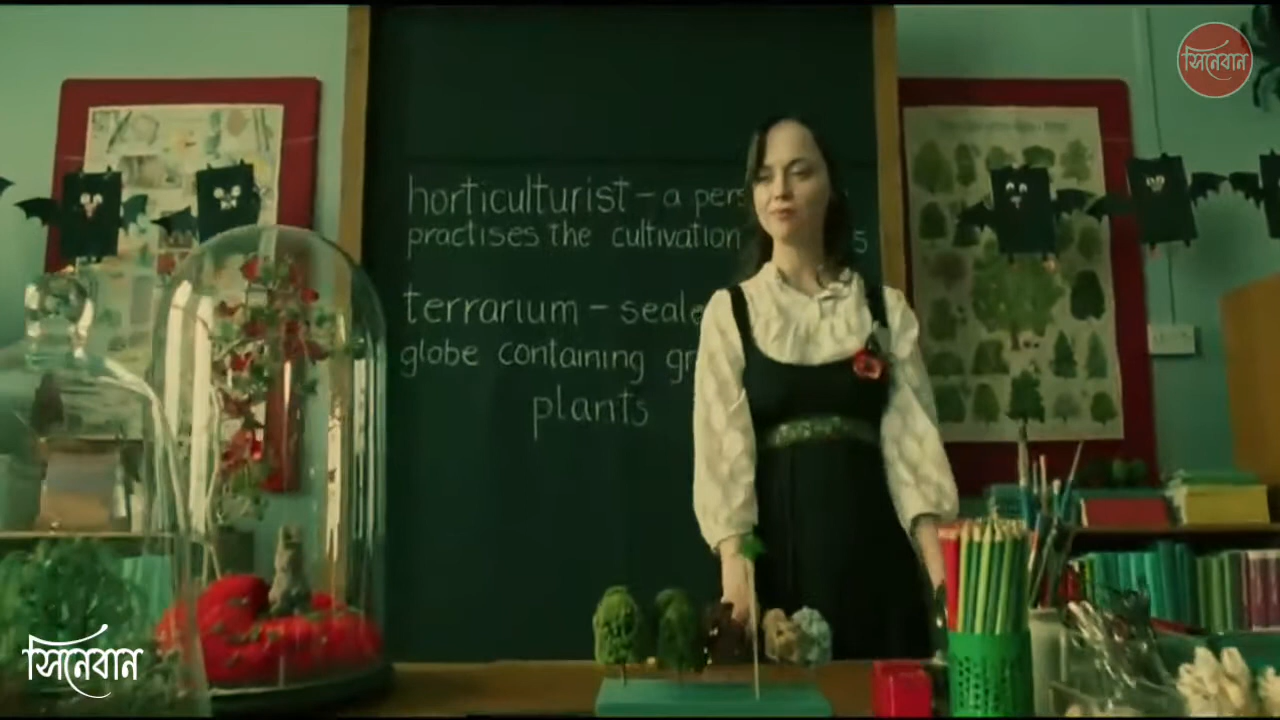 সিনেবান
horticulturist – a pers
practises the cultivation s
terrarium – seale
globe containing gr
plants
সিনেবান